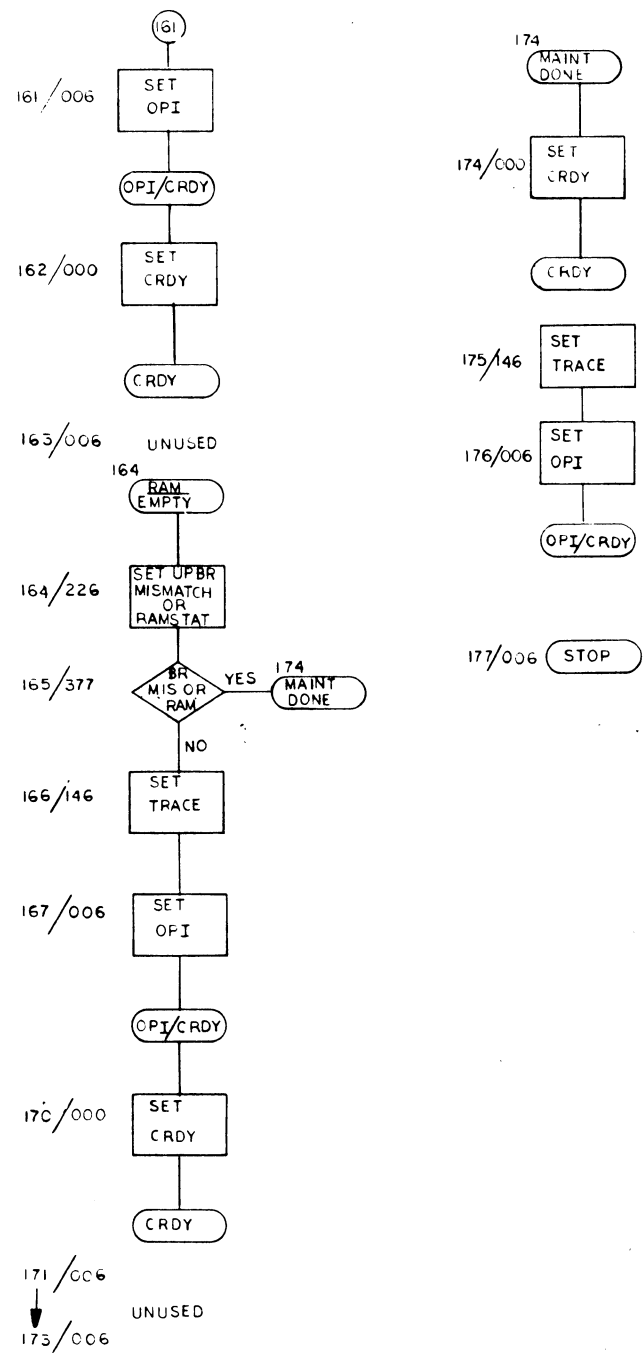 161
161/006
SET
OPI
OPI/CRDY
162/000
SET
CRDY
CRDY
163/006
UNUSED
164
RAM
EMPTY
164/226
SET UP BR
MISMATCH
OR
RAMSTAT
165/377
BR
MIS OR
RAM
YES
174
MAINT
DONE
NO
166/146
SET
TRACE
167/006
SET
OPI
OPI/CRDY
170/000
SET
CRDY
CRDY
171/006
UNUSED
173/006
174
MAINT
DONE
174/000
SET
CRDY
CRDY
175/146
SET
TRACE
176/006
SET
OPI
OPI/CRDY
177/006
STOP